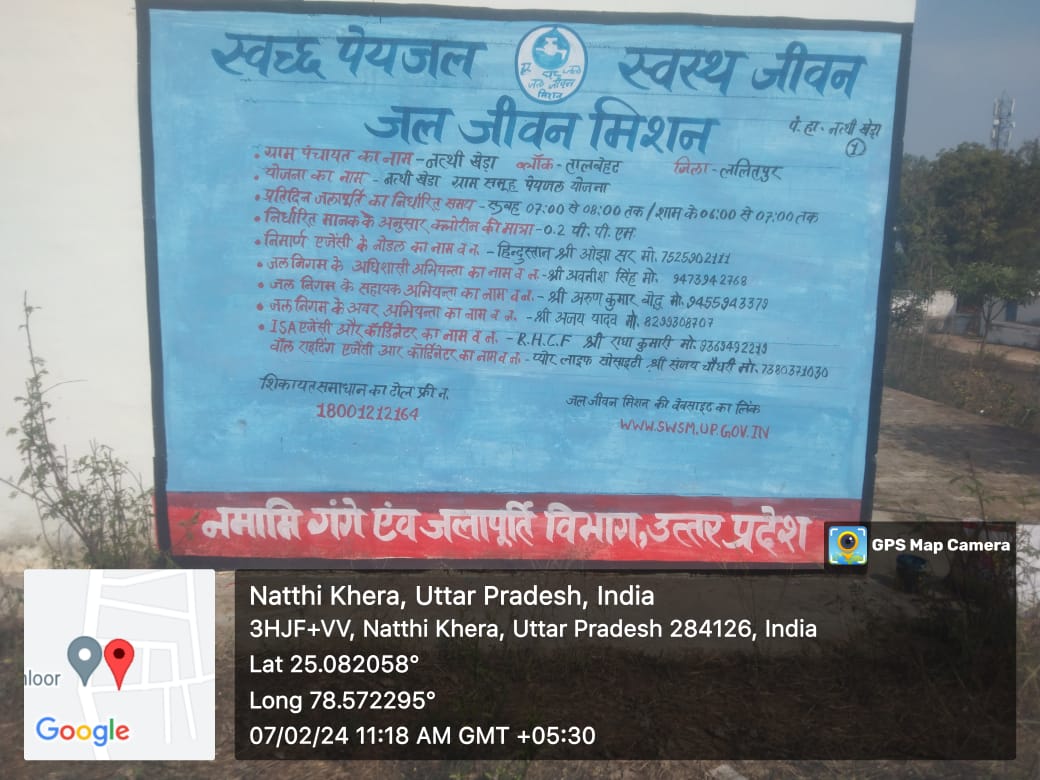 स्वच्छ पेयजल स्वस्थ जीवन
जल जीवन मिशन
पं. हा. नत्थी खेड़ा
1
• ग्राम पंचायत का नाम - नत्थी खेड़ा ब्लॉक - तालबेहट जिला - ललितपुर
• योजना का नाम - नत्थी खेड़ा ग्राम समूह पेयजल योजना
• प्रतिदिन जलापूर्ति का निर्धारित समय - सुबह 07:00 से 08:00 तक / शाम के 06:00 से 07:00 तक
• निर्धारित मानक के अनुसार क्लोरीन की मात्रा - 0.2 पी. पी. एम
• निमार्ण एजेंसी के नोडल का नाम व न. - हिन्दुस्तान श्री ओझा सर मो. 7525902111
• जल निगम के अधिशासी अभियन्ता का नाम व न. - श्री अवनीश सिंह मो. 9473942768
• जल निगम के सहायक अभियन्ता का नाम व न. - श्री अरुण कुमार मो. 9455943379
• जल निगम के अवर अभियन्ता का नाम व न. - श्री अजय यादव मो. 8299308707
• ISA एजेंसी और कॉर्डिनेटर का नाम व न. - R.H.C.F श्री राधा कुमारी मो. 9369492279
वॉल राइटिंग एजेंसी आर कॉर्डिनेटर का नाम व न. - प्योर लाइफ सोसाइटी श्री संजय चौधरी मो. 7380371030
शिकायत समाधान का टोल फ्री न.
18001212164
जल जीवन मिशन की वेबसाइट का लिंक
WWW.SWSM.UP.GOV.IN
नमामि गंगे एंव जलापूर्ति विभाग, उत्तर प्रदेश
GPS Map Camera
Natthi Khera, Uttar Pradesh, India
3HJF+VV, Natthi Khera, Uttar Pradesh 284126, India
Lat 25.082058°
Long 78.572295°
07/02/24 11:18 AM GMT +05:30
nloor
Google